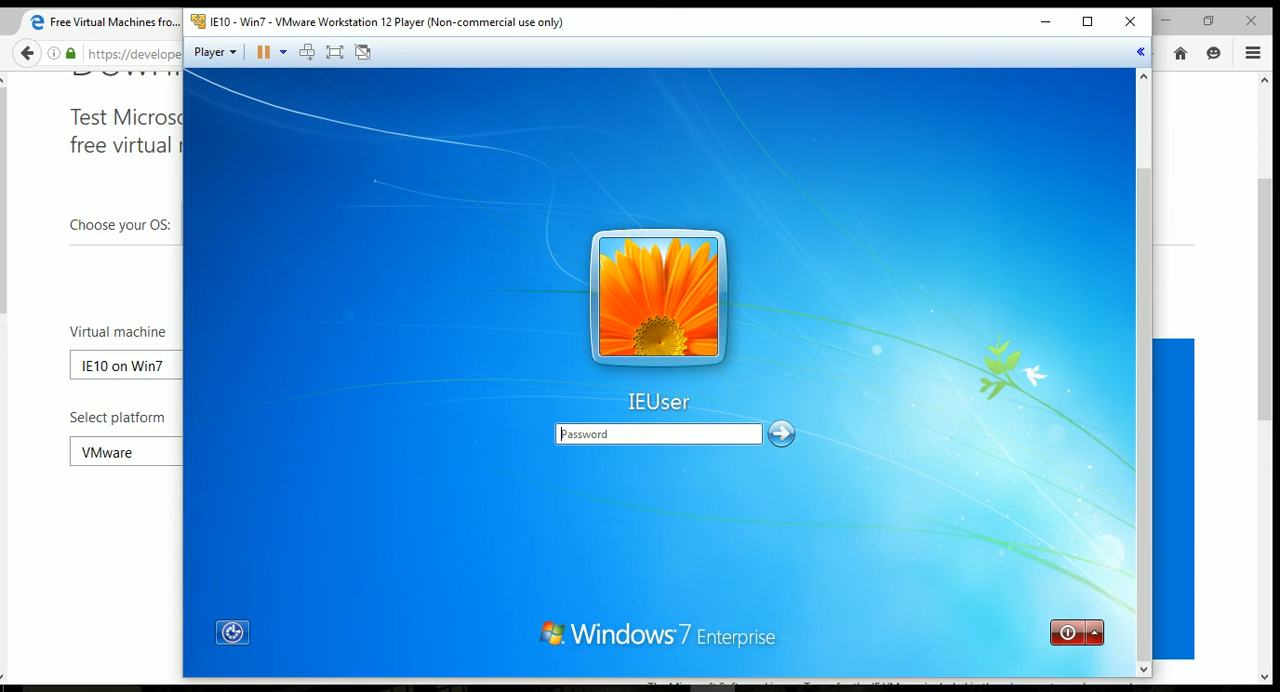 Free Virtual Machines fro...
IE10 - Win7 - VMware Workstation 12 Player (Non-commercial use only)
https://develope
Player
Test Microso
free virtual
Choose your OS:
Virtual machine
IE10 on Win7
Select platform
VMware
IEUser
Password
Windows 7 Enterprise